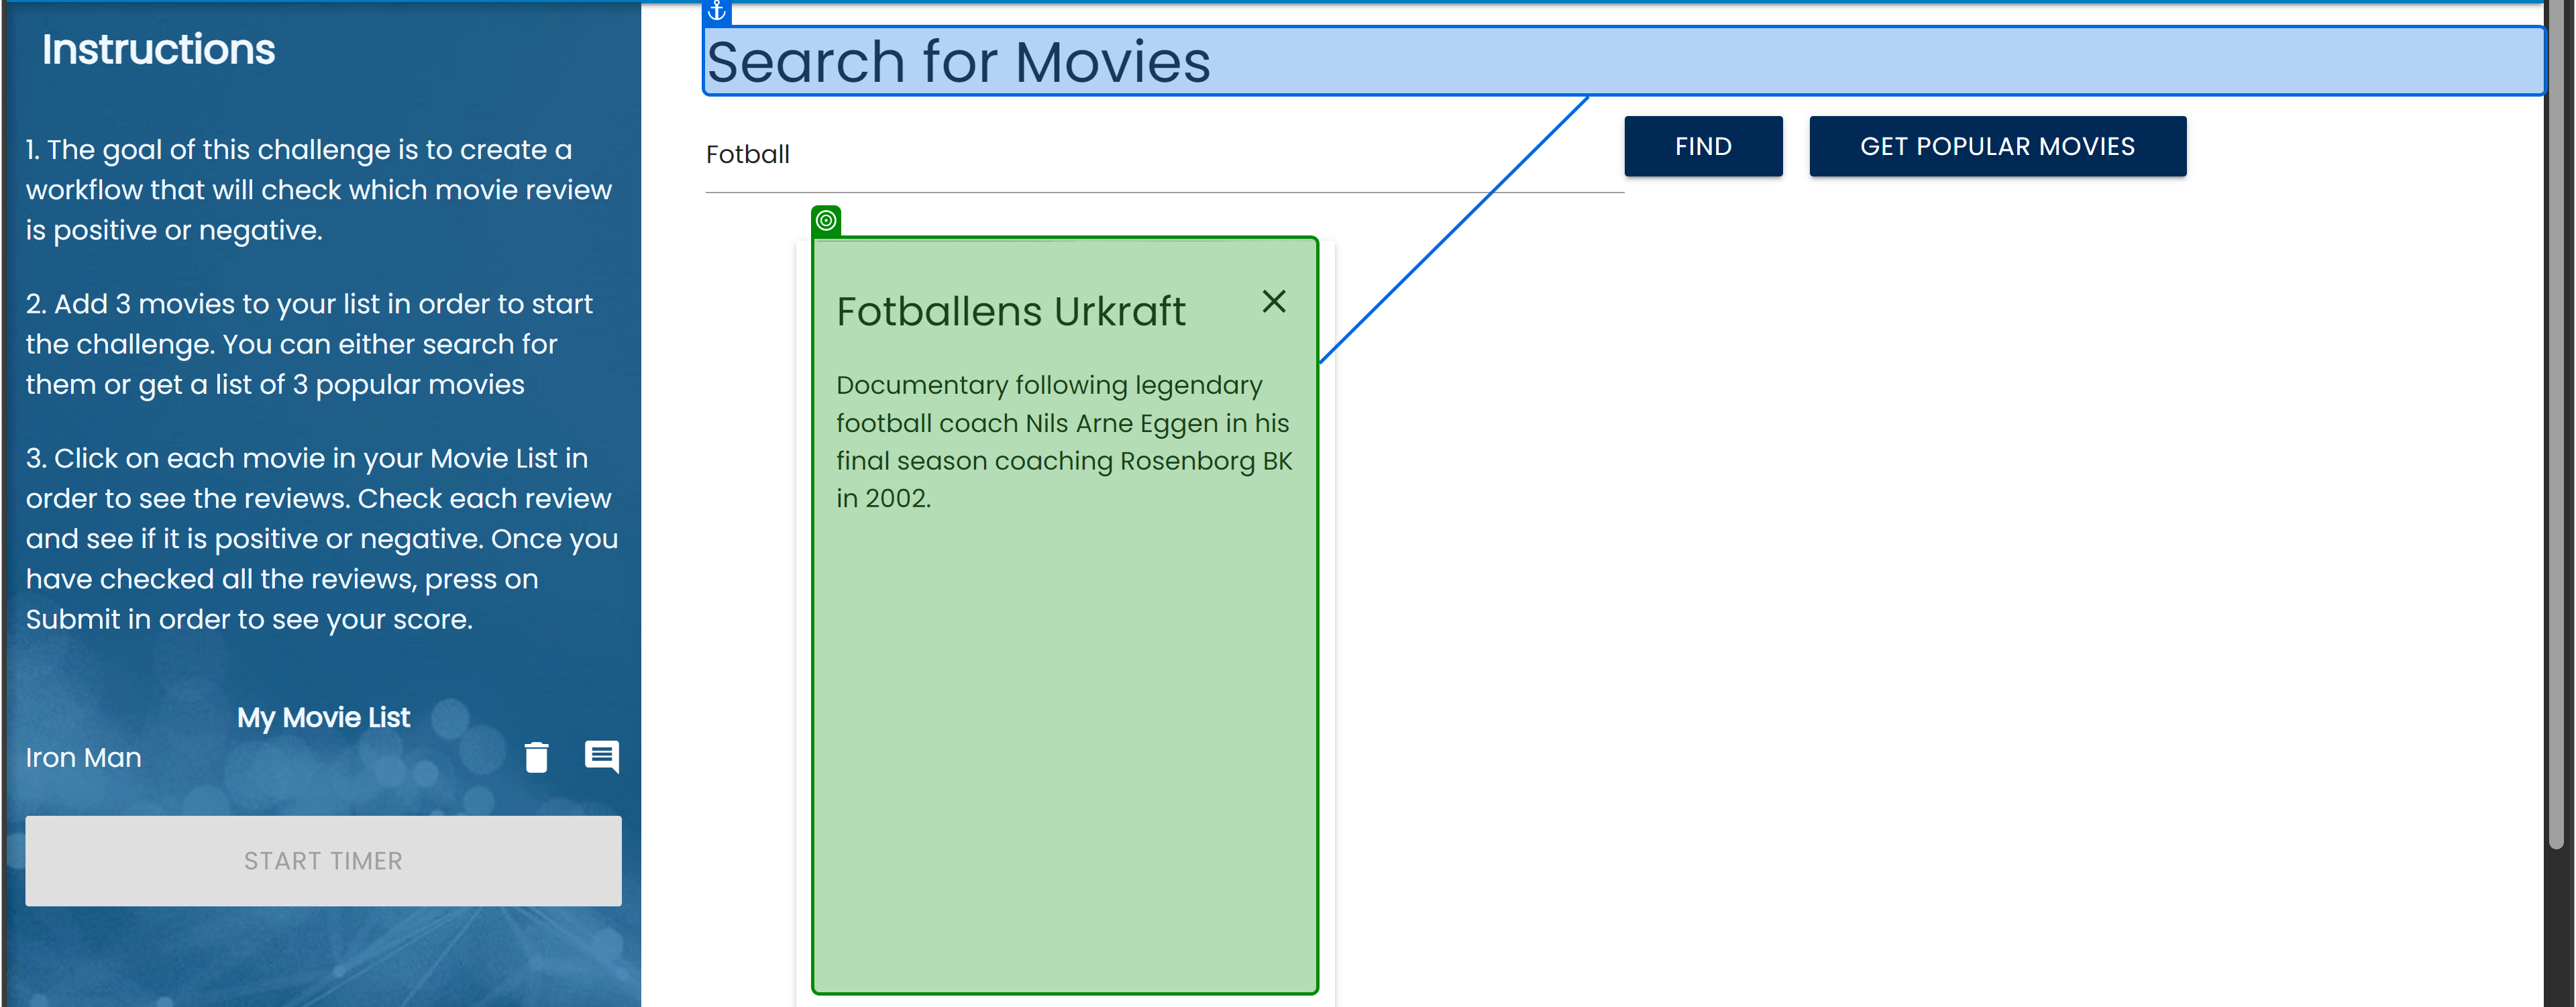 Instructions
1. The goal of this challenge is to create a
workflow that will check which movie review
is positive or negative.
2. Add 3 movies to your list in order to start
the challenge. You can either search for
them or get a list of 3 popular movies
3. Click on each movie in your Movie List in
order to see the reviews. Check each review
and see if it is positive or negative. Once you
have checked all the reviews, press on
Submit in order to see your score.
My Movie List
Iron Man
START TIMER
Search for Movies
Fotball
FIND
GET POPULAR MOVIES
Fotballens Urkraft
Documentary following legendary
football coach Nils Arne Eggen in his
final season coaching Rosenborg BK
in 2002.